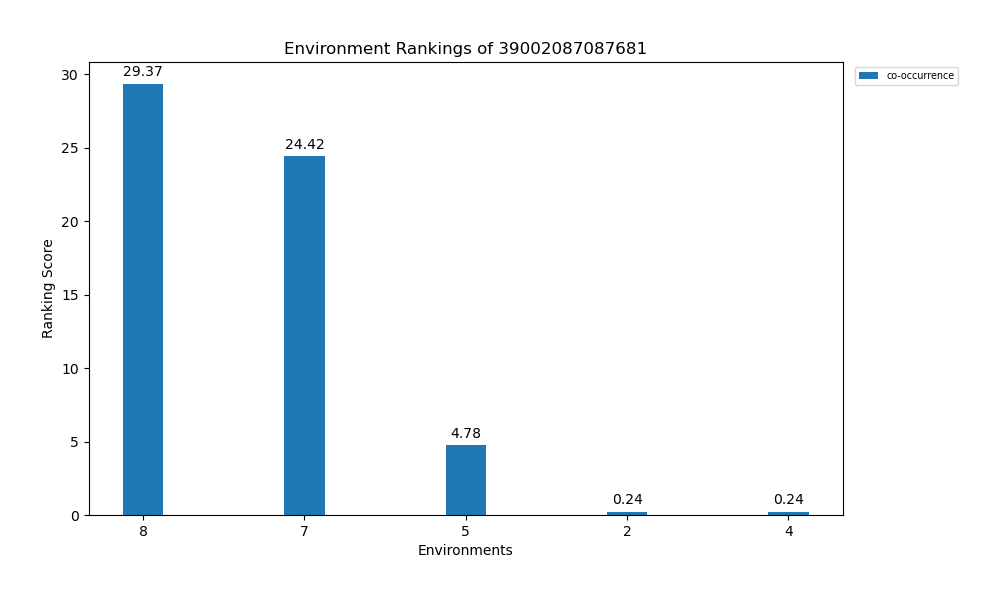 Environment Rankings of 39002087087681
co-occurrence
Ranking Score
30
25
20
15
10
5
0
29.37
24.42
4.78
0.24
0.24
8 7 5 2 4
Environments